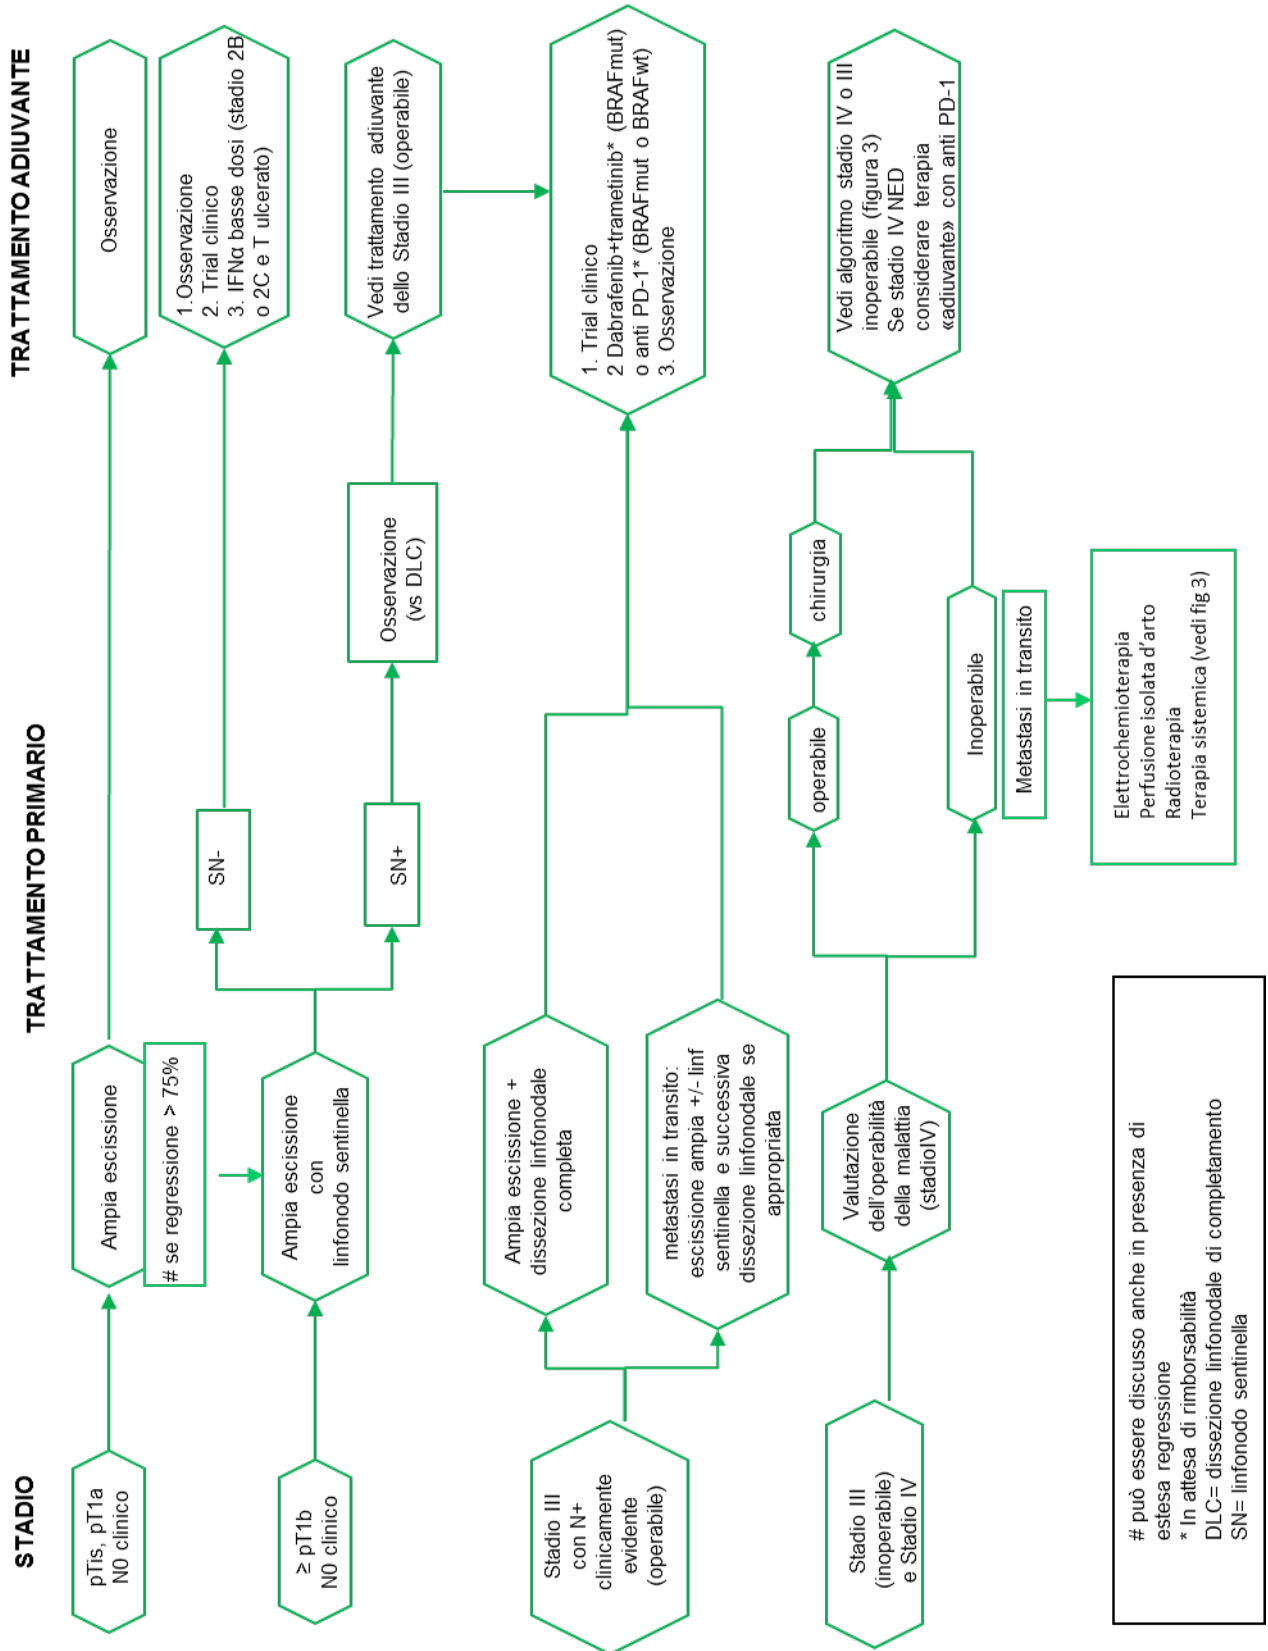 STADIO
TRATTAMENTO PRIMARIO
TRATTAMENTO ADIUVANTE
pTis, pT1a
N0 clinico
Ampia escissione
# se regressione > 75%
Osservazione
≥ pT1b
N0 clinico
Ampia escissione
con
linfonodo sentinella
SN-
1.Osservazione
2. Trial clinico
3. IFNα basse dosi (stadio 2B
o 2C e T ulcerato)
SN+
Osservazione
(vs DLC)
Vedi trattamento adiuvante
dello Stadio III (operabile)
Stadio III
con N+
clinicamente
evidente
(operabile)
Ampia escissione +
dissezione linfonodale
completa
metastasi in transito:
escissione ampia +/- linf
sentinella e successiva
dissezione linfonodale se
appropriata
1. Trial clinico
2 Dabrafenib+trametinib* (BRAFmut)
o anti PD-1* (BRAFmut o BRAFwt)
3. Osservazione
Stadio III
(inoperabile)
e Stadio IV
Valutazione
dell'operabilità
della malattia
(stadioIV)
operabile
chirurgia
Inoperabile
Metastasi in transito
Elettrochemioterapia
Perfusione isolata d'arto
Radioterapia
Terapia sistemica (vedi fig 3)
Vedi algoritmo stadio IV o III
inoperabile (figura 3)
Se stadio IV NED
considerare terapia
«adiuvante» con anti PD-1
# può essere discusso anche in presenza di
estesa regressione
* In attesa di rimborsabilità
DLC= dissezione linfonodale di completamento
SN= linfonodo sentinella